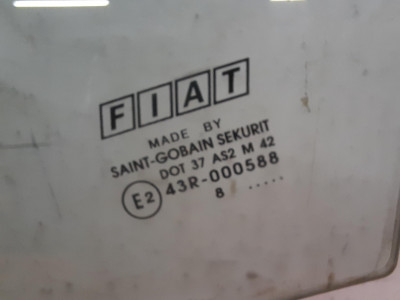 FIAT
MADE BY
SAINT-GOBAIN SEKURIT
DOT 37 AS2 M 42
E2 43R-000588
8 .....